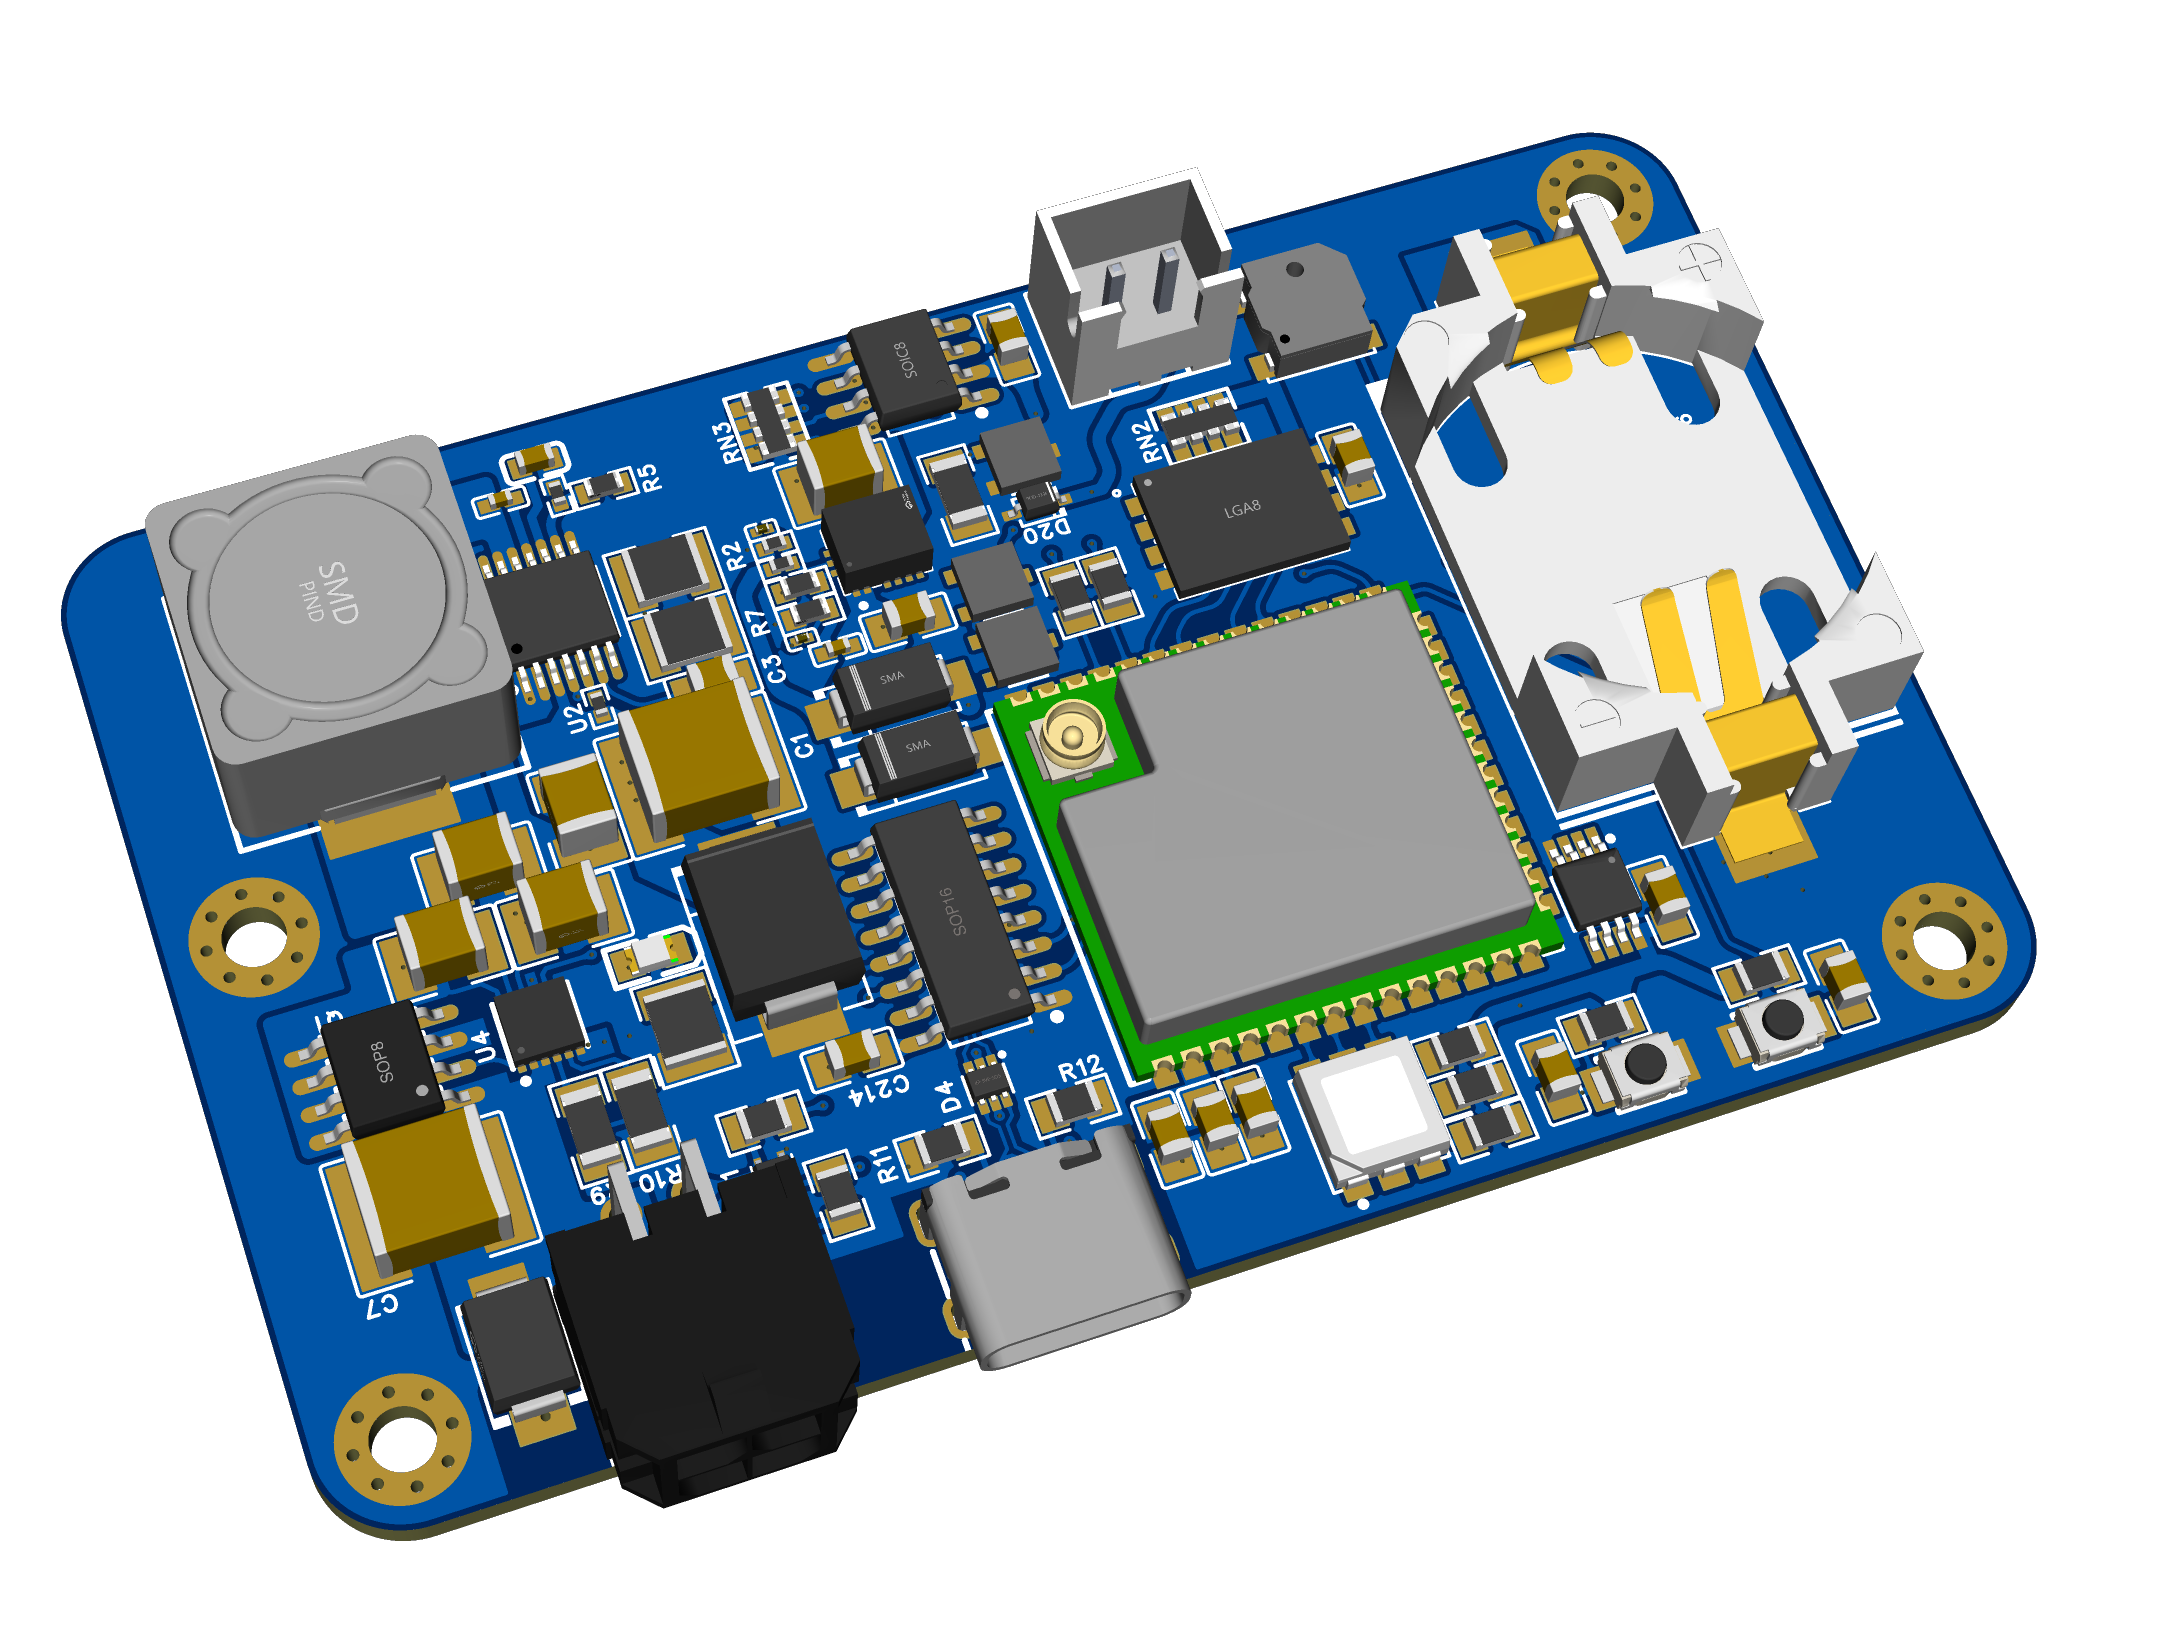 SOIC8
RN3
RN2
R5
D20
LGA8
SMD
PIND
R2
R7
C3
SMA
U2
C1
SMA
SOP16
SOP8
U4
C214
D4
R12
R11
R10
C7